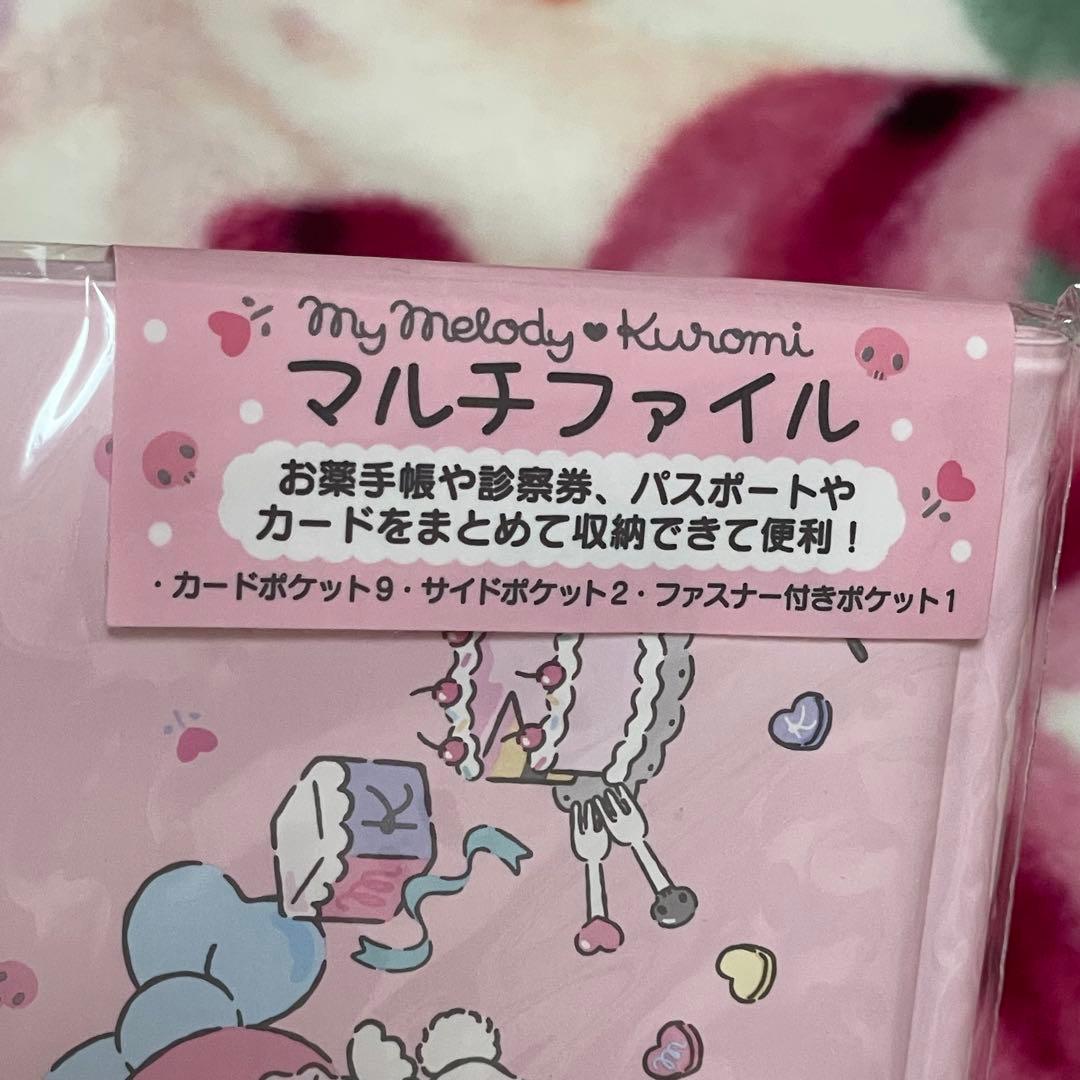 My Melody♥Kuromi
マルチファイル
お薬手帳や診察券、パスポートや
カードをまとめて収納できて便利！
・カードポケット9・サイドポケット2・ファスナー付きポケット1
K